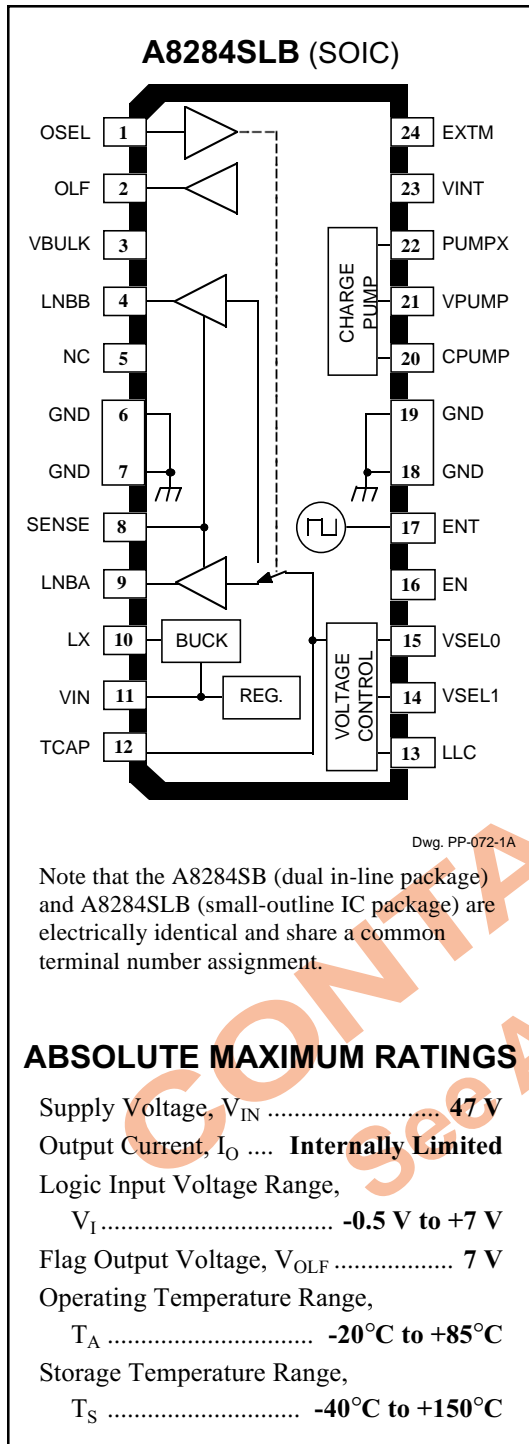 A8284SLB (SOIC)
OSEL 1
OLF 2
VBULK 3
LNBB 4
NC 5
GND 6
GND 7
SENSE 8
LNBA 9
LX 10
VIN 11
TCAP 12
24 EXTM
23 VINT
22 PUMPX
21 VPUMP
20 CPUMP
19 GND
18 GND
17 ENT
16 EN
15 VSEL0
14 VSEL1
13 LLC
CHARGE
PUMP
BUCK
REG.
VOLTAGE
CONTROL
Dwg. PP-072-1A
Note that the A8284SB (dual in-line package)
and A8284SLB (small-outline IC package) are
electrically identical and share a common
terminal number assignment.
ABSOLUTE MAXIMUM RATINGS
Supply Voltage, VIN .......................... 47 V
Output Current, IO .... Internally Limited
Logic Input Voltage Range,
VI ................................... -0.5 V to +7 V
Flag Output Voltage, VOLF .................. 7 V
Operating Temperature Range,
TA .............................. -20°C to +85°C
Storage Temperature Range,
TS ............................ -40°C to +150°C
CONTA
See A